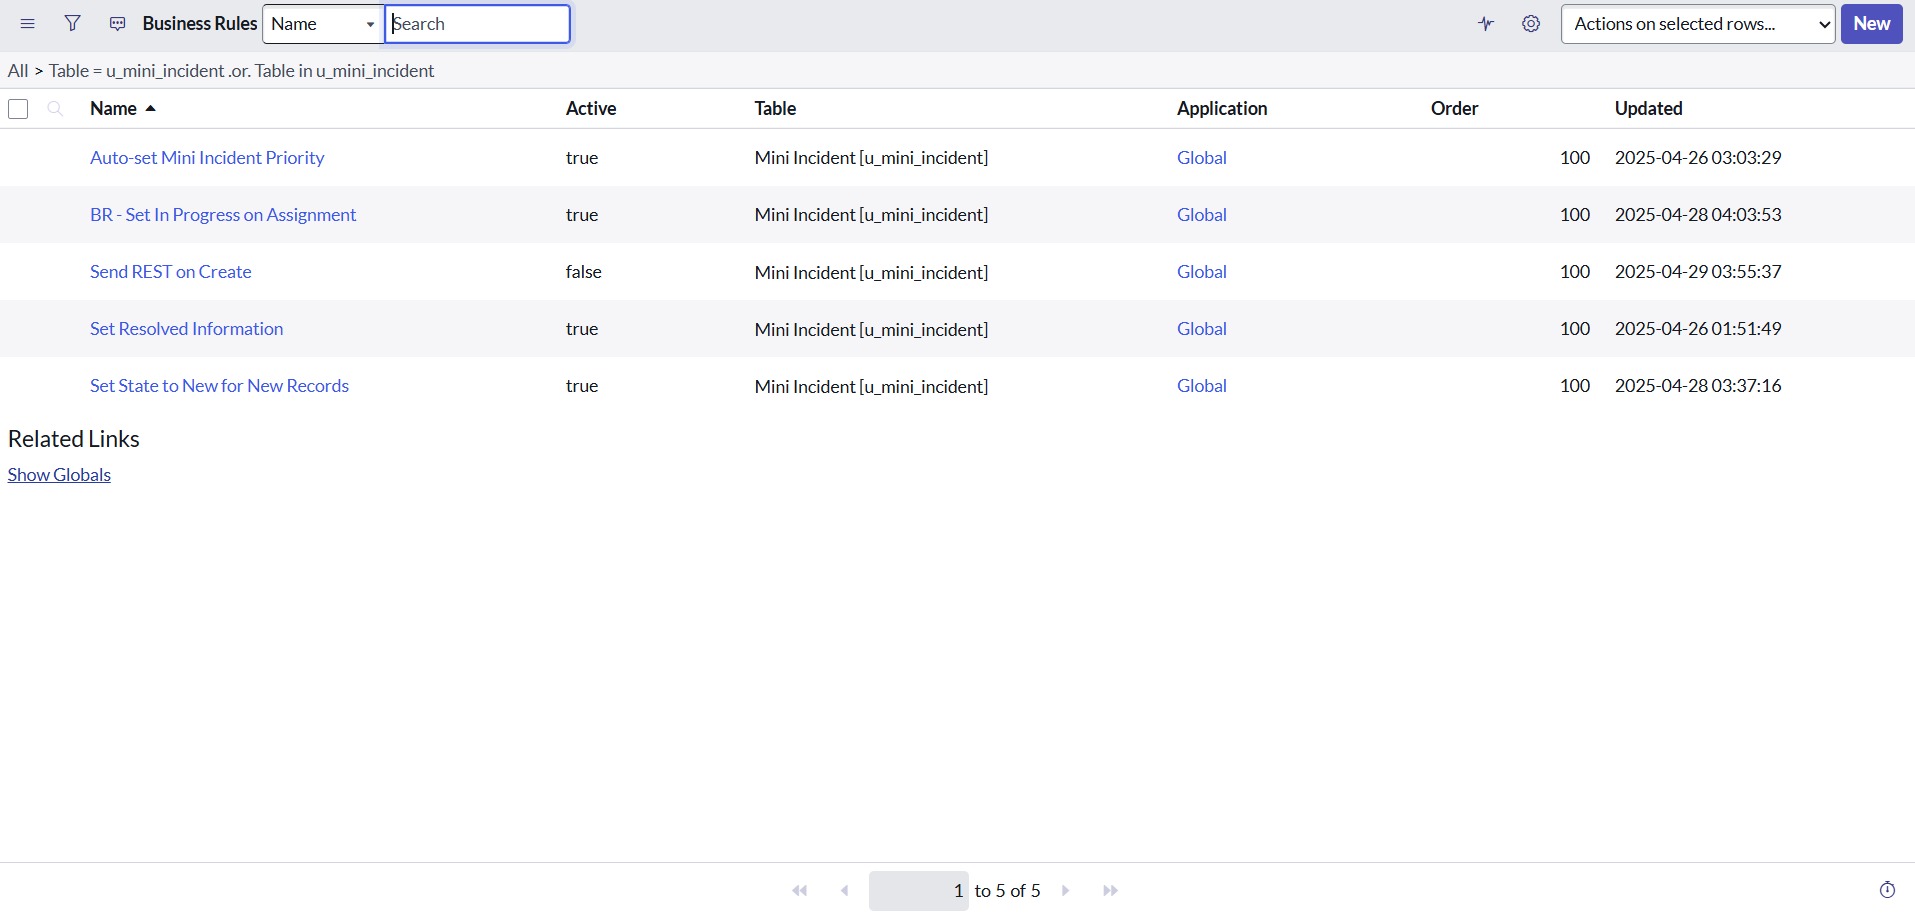 Business Rules Name Search Actions on selected rows... New
All > Table = u_mini_incident .or. Table in u_mini_incident
Name Active Table Application Order Updated
Auto-set Mini Incident Priority true Mini Incident [u_mini_incident] Global 100 2025-04-26 03:03:29
BR - Set In Progress on Assignment true Mini Incident [u_mini_incident] Global 100 2025-04-28 04:03:53
Send REST on Create false Mini Incident [u_mini_incident] Global 100 2025-04-29 03:55:37
Set Resolved Information true Mini Incident [u_mini_incident] Global 100 2025-04-26 01:51:49
Set State to New for New Records true Mini Incident [u_mini_incident] Global 100 2025-04-28 03:37:16
Related Links
Show Globals
1 to 5 of 5